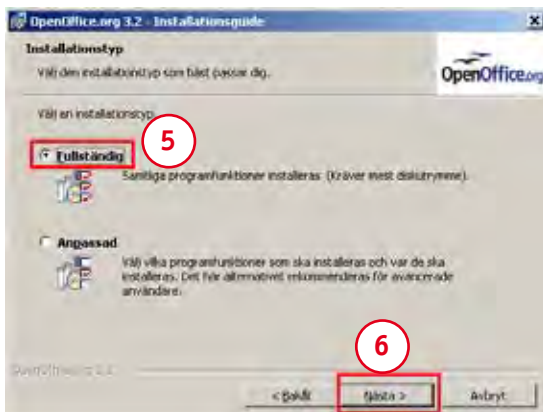 OpenOffice.org 3.2 - Installationsguide
Installationstyp
Välj den installationstyp som bäst passar dig.
OpenOffice.org
Välj en installationstyp.
5
Fullständig
Samtliga programfunktioner installeras. (Kräver mest diskutrymme).
Anpassad
Välj vilka programfunktioner som ska installeras och var de ska
installeras. Det här alternativet rekommenderas för avancerade
användare.
6
OpenOffice.org 3.2
< Bakåt
Nästa >
Avbryt